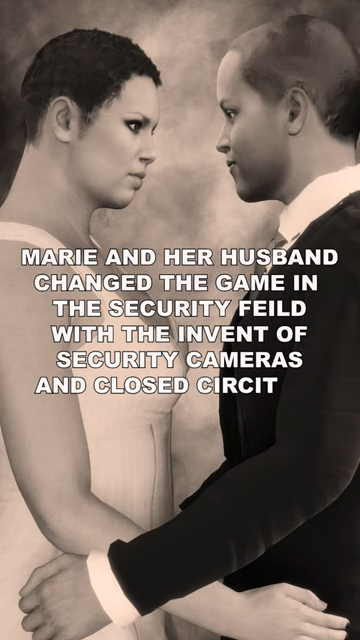 MARIE AND HER HUSBAND
CHANGED THE GAME IN
THE SECURITY FEILD
WITH THE INVENT OF
SECURITY CAMERAS
AND CLOSED CIRCIT